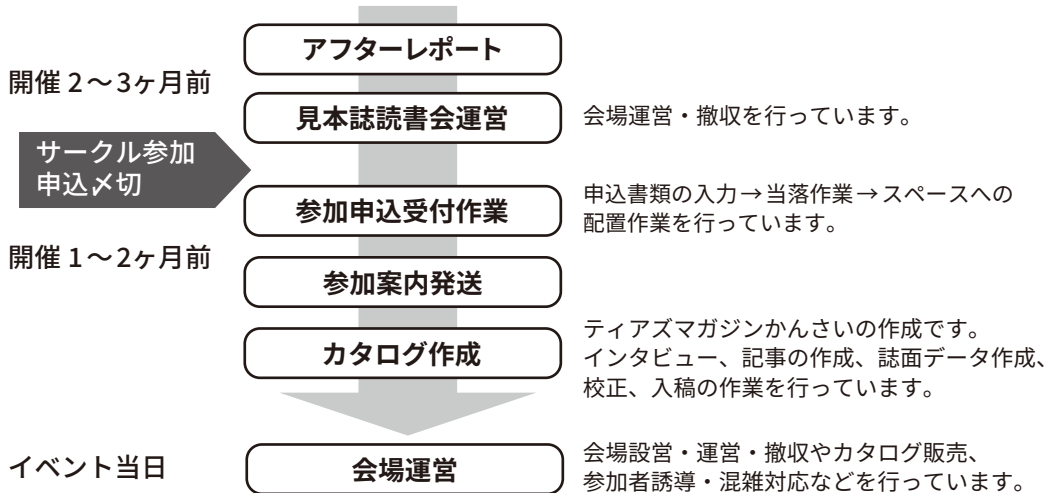 アフターレポート
開催 2～3ヶ月前
見本誌読書会運営
会場運営・撤収を行っています。
サークル参加
申込〆切
参加申込受付作業
申込書類の入力→当落作業→スペースへの
配置作業を行っています。
開催 1～2ヶ月前
参加案内発送
カタログ作成
ティアズマガジンかんさいの作成です。
インタビュー、記事の作成、誌面データ作成、
校正、入稿の作業を行っています。
イベント当日
会場運営
会場設営・運営・撤収やカタログ販売、
参加者誘導・混雑対応などを行っています。